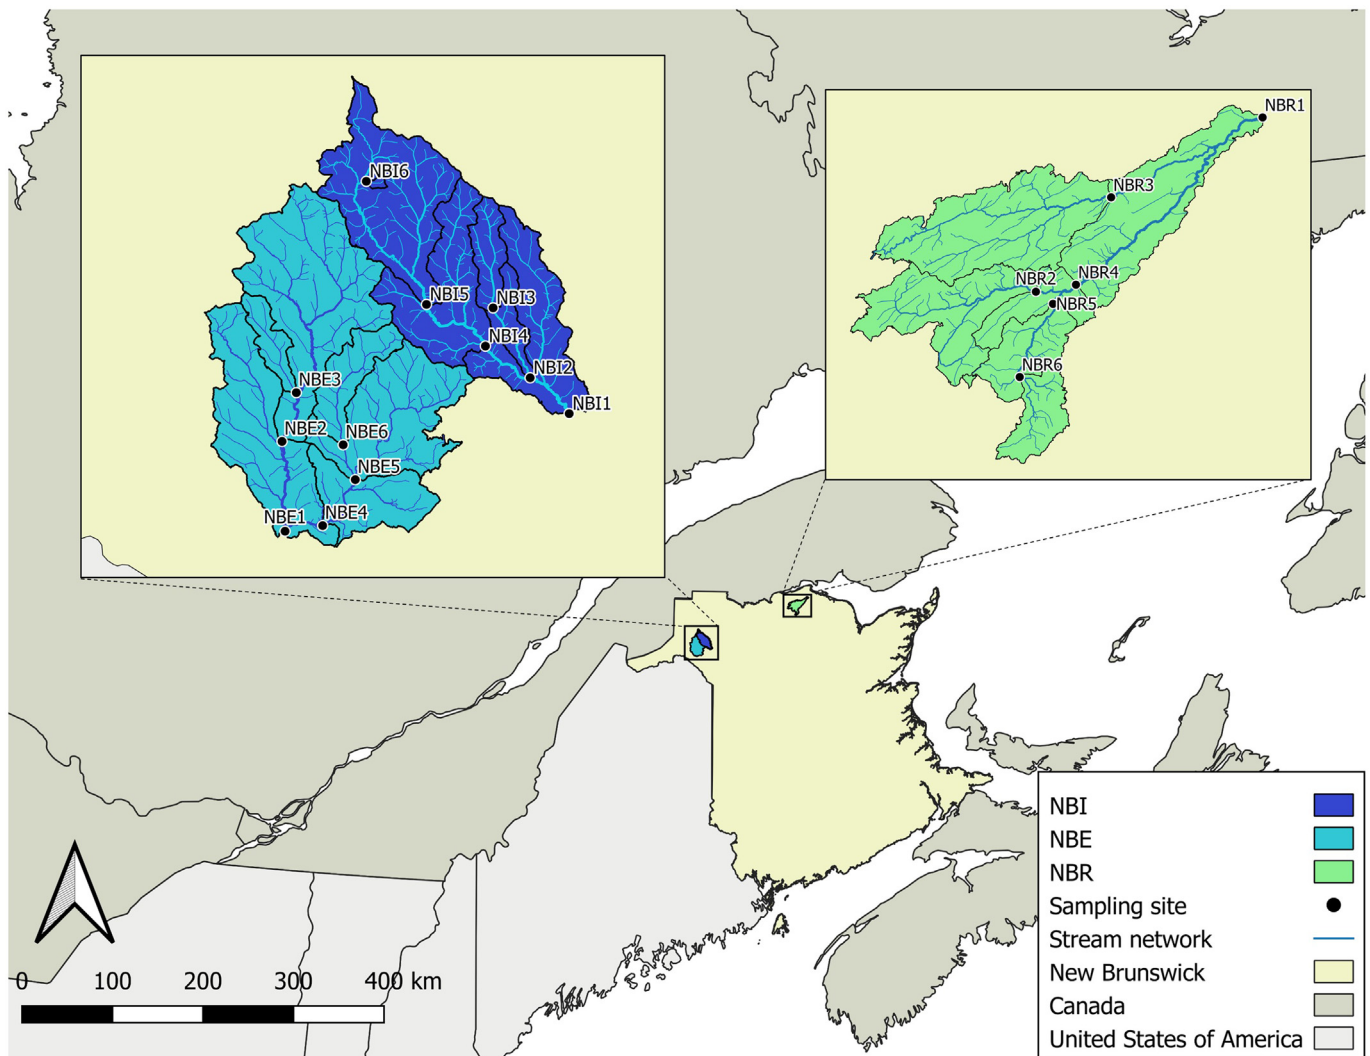 NBR1
NBI6
NBR3
NBR2
NBR4
NBI5
NBI3
NBR5
NBI4
NBI2
NBR6
NBE3
NBI1
NBE2
NBE6
NBE5
NBE1
NBE4
NBI
NBE
NBR
Sampling site
Stream network
New Brunswick
Canada
United States of America
0 100 200 300 400 km